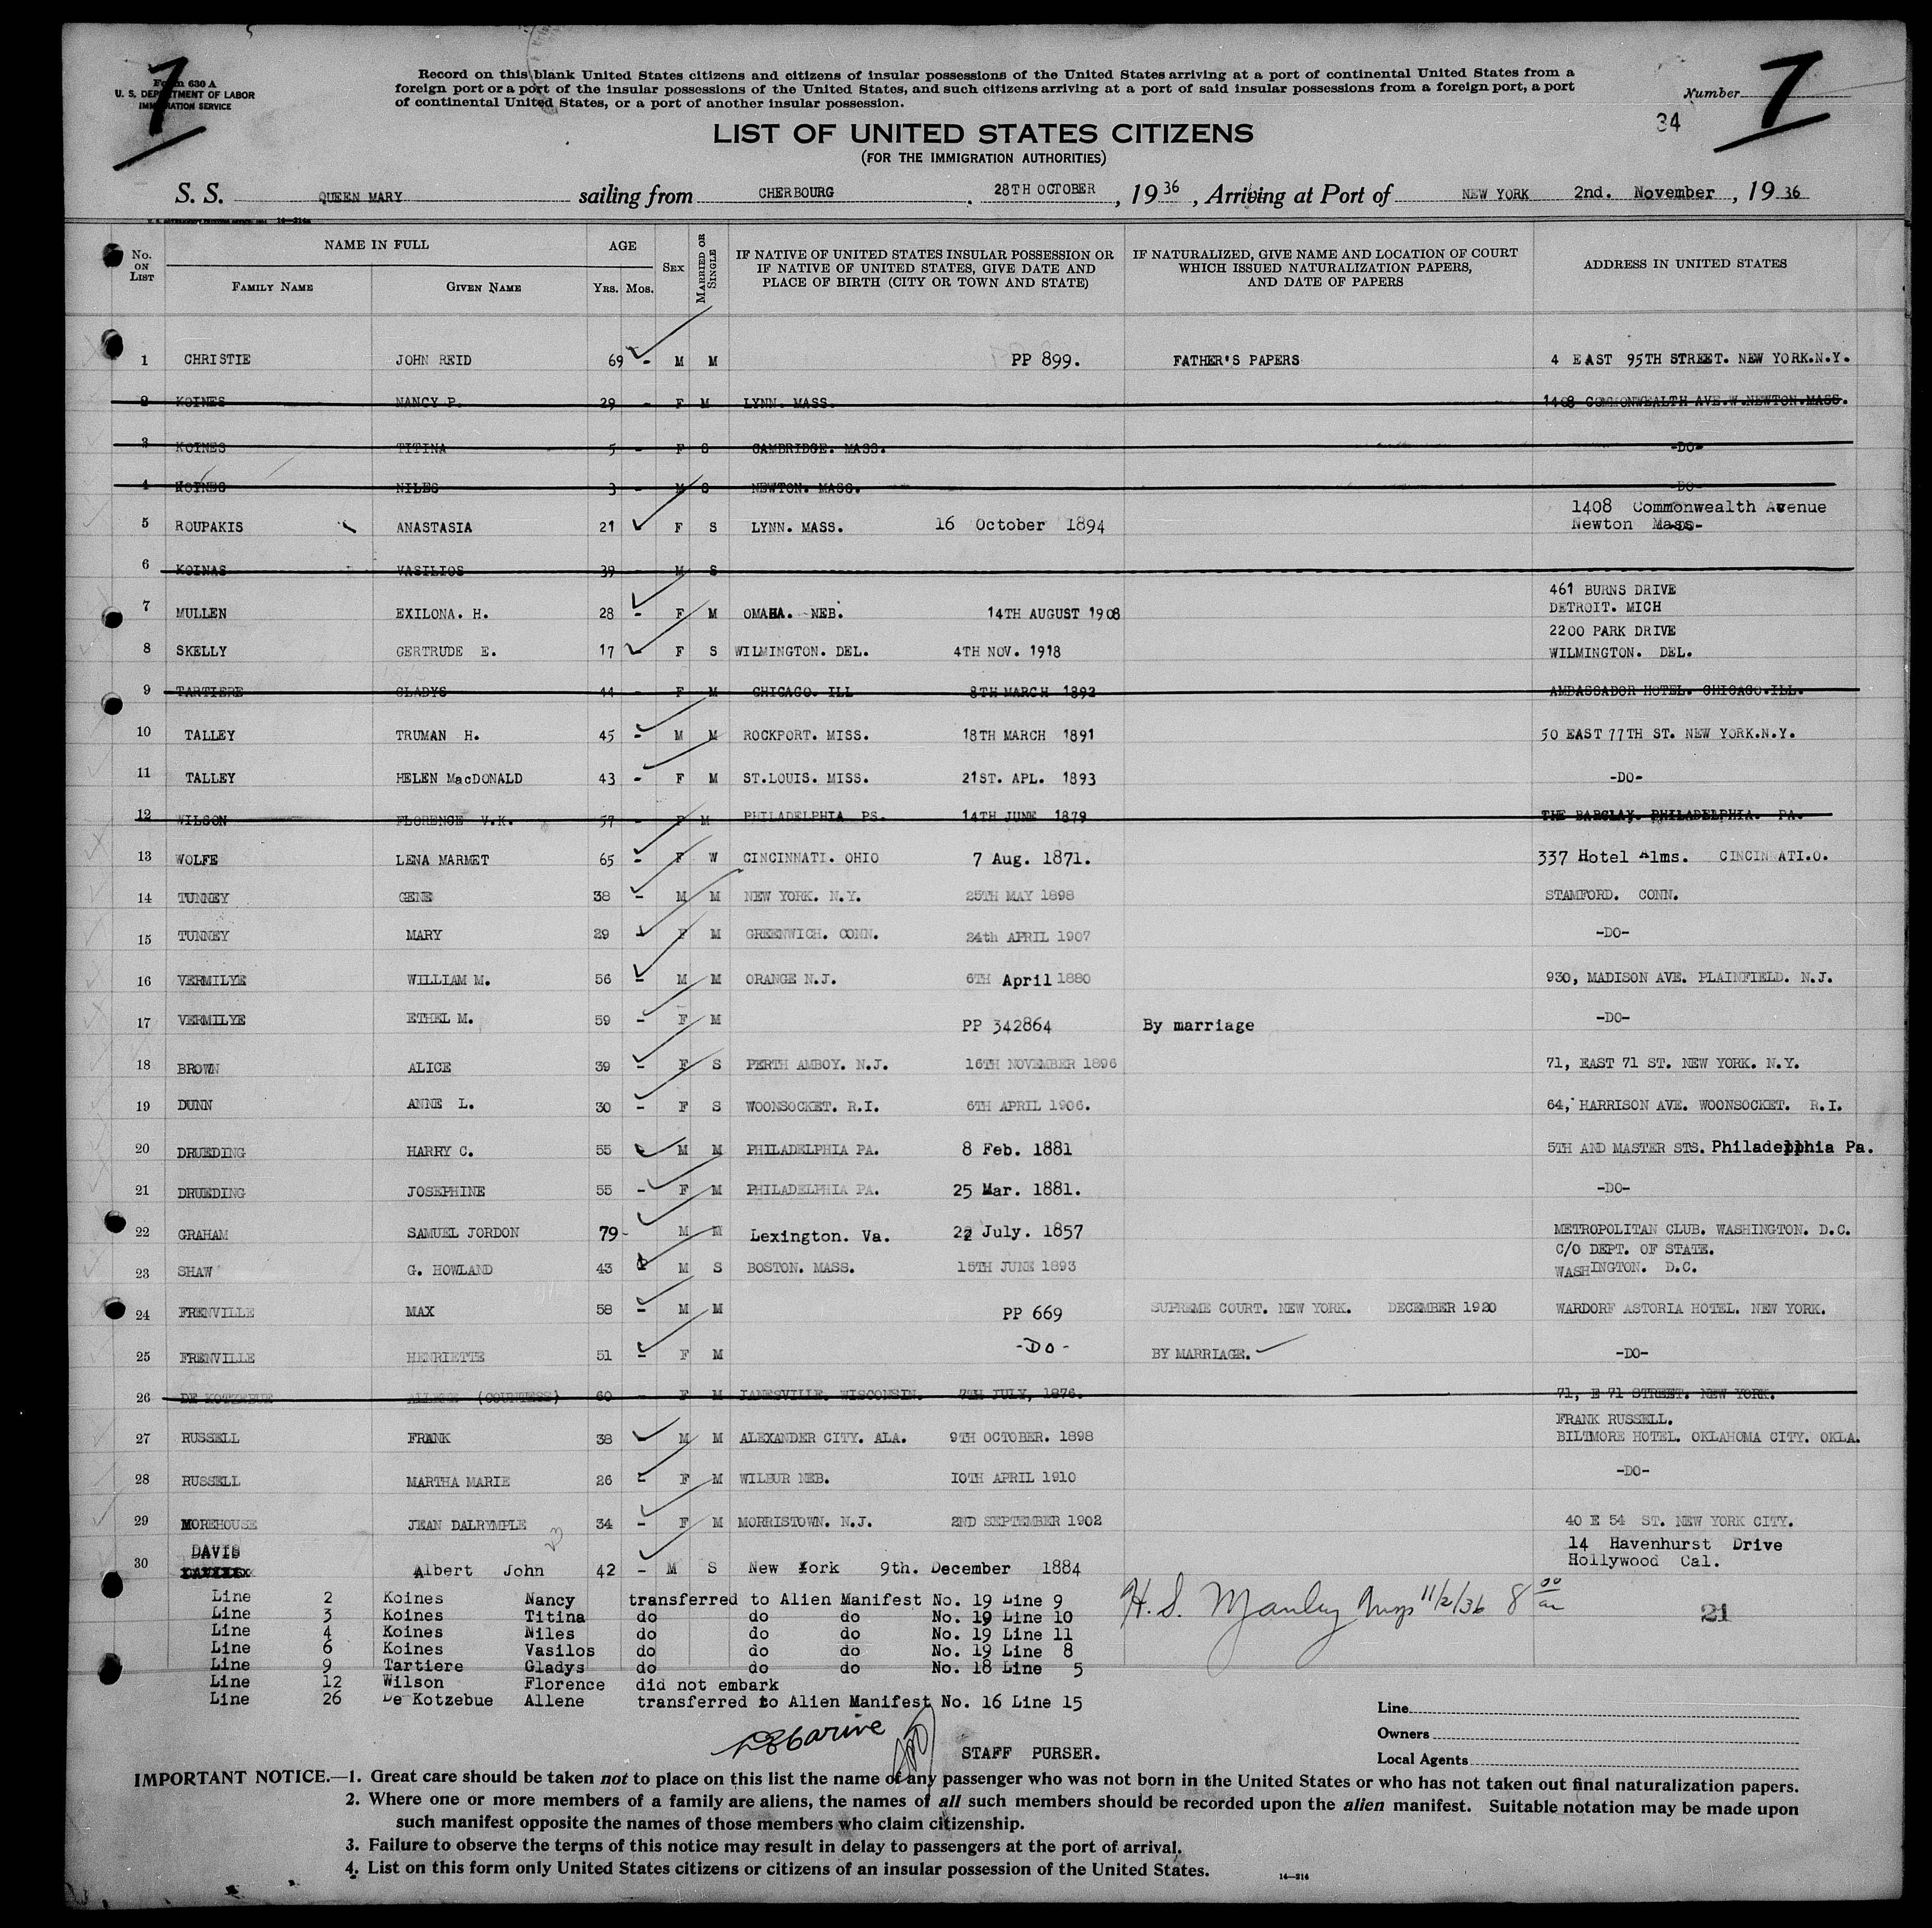 7
Form 630 A
U. S. DEPARTMENT OF LABOR
IMMIGRATION SERVICE
Record on this blank United States citizens and citizens of insular possessions of the United States arriving at a port of continental United States from a
foreign port or a port of the insular possessions of the United States, and such citizens arriving at a port of said insular possessions from a foreign port, a port
of continental United States, or a port of another insular possession.
Number 7
34
LIST OF UNITED STATES CITIZENS
(FOR THE IMMIGRATION AUTHORITIES)
S. S. QUEEN MARY sailing from CHERBOURG , 28TH OCTOBER , 19 36 , Arriving at Port of NEW YORK 2nd. November , 19 36
No. ON LIST NAME IN FULL FAMILY NAME GIVEN NAME AGE YRS. MOS. SEX MARRIED OR SINGLE
IF NATIVE OF UNITED STATES INSULAR POSSESSION OR
IF NATIVE OF UNITED STATES, GIVE DATE AND
PLACE OF BIRTH (CITY OR TOWN AND STATE)
IF NATURALIZED, GIVE NAME AND LOCATION OF COURT
WHICH ISSUED NATURALIZATION PAPERS,
AND DATE OF PAPERS
ADDRESS IN UNITED STATES
1 CHRISTIE JOHN REID 69 - M M PP 899. FATHER'S PAPERS 4 EAST 95TH STREET. NEW YORK.N.Y.
2 KOINES NANCY P. 29 - F M LYNN. MASS. 1408 COMMONWEALTH AVE.W.NEWTON.MASS.
3 KOINES TITINA 5 - F S CAMBRIDGE. MASS. -DO-
4 KOINES NILES 3 - M S NEWTON. MASS. -DO-
1408 Commonwealth Avenue
5 ROUPAKIS ANASTASIA 21 F S LYNN. MASS. 16 October 1894 Newton Mass -DO-
6 KOINAS VASILIOS 39 - M S
461 BURNS DRIVE
7 MULLEN EXILONA. H. 28 - F M OMAHA. NEB. 14TH AUGUST 1908 DETROIT. MICH
2200 PARK DRIVE
8 SKELLY GERTRUDE E. 17 - F S WILMINGTON. DEL. 4TH NOV. 1918 WILMINGTON. DEL.
9 TARTIERE GLADYS 44 - F M CHICAGO. ILL 8TH MARCH 1892 AMBASSADOR HOTEL. CHICAGO.ILL.
10 TALLEY TRUMAN H. 45 - M M ROCKPORT. MISS. 18TH MARCH 1891 50 EAST 77TH ST. NEW YORK.N.Y.
11 TALLEY HELEN MacDONALD 43 - F M ST.LOUIS. MISS. 21ST. APL. 1893 -DO-
12 WILSON FLORENCE V.K. 57 - F M PHILADELPHIA PS. 14TH JUNE 1879 THE BARCLAY. PHILADELPHIA. PA.
13 WOLFE LENA MARMET 65 - F W CINCINNATI. OHIO 7 Aug. 1871. 337 Hotel Alms. CINCINNATI.O.
14 TUNNEY GENE 38 - M M NEW YORK. N.Y. 25TH MAY 1898 STAMFORD. CONN.
15 TUNNEY MARY 29 - F M GREENWICH. CONN. 24th APRIL 1907 -DO-
16 VERMILYE WILLIAM M. 56 - M M ORANGE N.J. 6TH April 1880 930, MADISON AVE. PLAINFIELD. N.J.
17 VERMILYE ETHEL M. 59 - F M PP 342864 By marriage -DO-
18 BROWN ALICE 39 - F S PERTH AMBOY. N.J. 16TH NOVEMBER 1896 71, EAST 71 ST. NEW YORK. N.Y.
19 DUNN ANNE L. 30 - F S WOONSOCKET. R.I. 6TH APRIL 1906. 64, HARRISON AVE. WOONSOCKET. R.I.
20 DRUEDING HARRY C. 55 - M M PHILADELPHIA PA. 8 Feb. 1881 5TH AND MASTER STS. Philadelphia Pa.
21 DRUEDING JOSEPHINE 55 - F M PHILADELPHIA PA. 25 Mar. 1881. -DO-
22 GRAHAM SAMUEL JORDON 79 - M M Lexington. Va. 22 July. 1857 METROPOLITAN CLUB. WASHINGTON. D.C.
C/O DEPT. OF STATE.
23 SHAW G. HOWLAND 43 M S BOSTON. MASS. 15TH JUNE 1893 WASHINGTON. D.C.
24 FRENVILLE MAX 58 - M M PP 669 SUPREME COURT. NEW YORK. DECEMBER 1920 WARDORF ASTORIA HOTEL. NEW YORK.
25 FRENVILLE HENRIETTE 51 - F M -DO- BY MARRIAGE. -DO-
26 DE KOTZEBUE ALLENE (COUNTESS) 60 - F M JANESVILLE. WISCONSIN. 7TH JULY, 1876. 71, E 71 STREET. NEW YORK.
FRANK RUSSELL.
27 RUSSELL FRANK 38 M M ALEXANDER CITY. ALA. 9TH OCTOBER. 1898 BILTMORE HOTEL. OKLAHOMA CITY. OKLA.
28 RUSSELL MARTHA MARIE 26 - F M WILBUR NEB. 10TH APRIL 1910 -DO-
29 MOREHOUSE JEAN DALRYMPLE 34 - F M MORRISTOWN. N.J. 2ND SEPTEMBER 1902 40 E 54 ST. NEW YORK CITY.
DAVIS 14 Havenhurst Drive
30 Albert John 42 - M S New York 9th. December 1884 Hollywood Cal.
Line 2 Koines Nancy transferred to Alien Manifest No. 19 Line 9
Line 3 Koines Titina do do do No. 19 Line 10
Line 4 Koines Niles do do do No. 19 Line 11
Line 6 Koines Vasilos do do do No. 19 Line 8
Line 9 Tartiere Gladys do do do No. 18 Line 5
Line 12 Wilson Florence did not embark
Line 26 De Kotzebue Allene transferred to Alien Manifest No. 16 Line 15
H. S. Manley Insp 11/2/36 8 00 am
21
STAFF PURSER.
Line
Owners
Local Agents
IMPORTANT NOTICE.—1. Great care should be taken not to place on this list the name of any passenger who was not born in the United States or who has not taken out final naturalization papers.
2. Where one or more members of a family are aliens, the names of all such members should be recorded upon the alien manifest. Suitable notation may be made upon
such manifest opposite the names of those members who claim citizenship.
3. Failure to observe the terms of this notice may result in delay to passengers at the port of arrival.
4. List on this form only United States citizens or citizens of an insular possession of the United States.
14—214